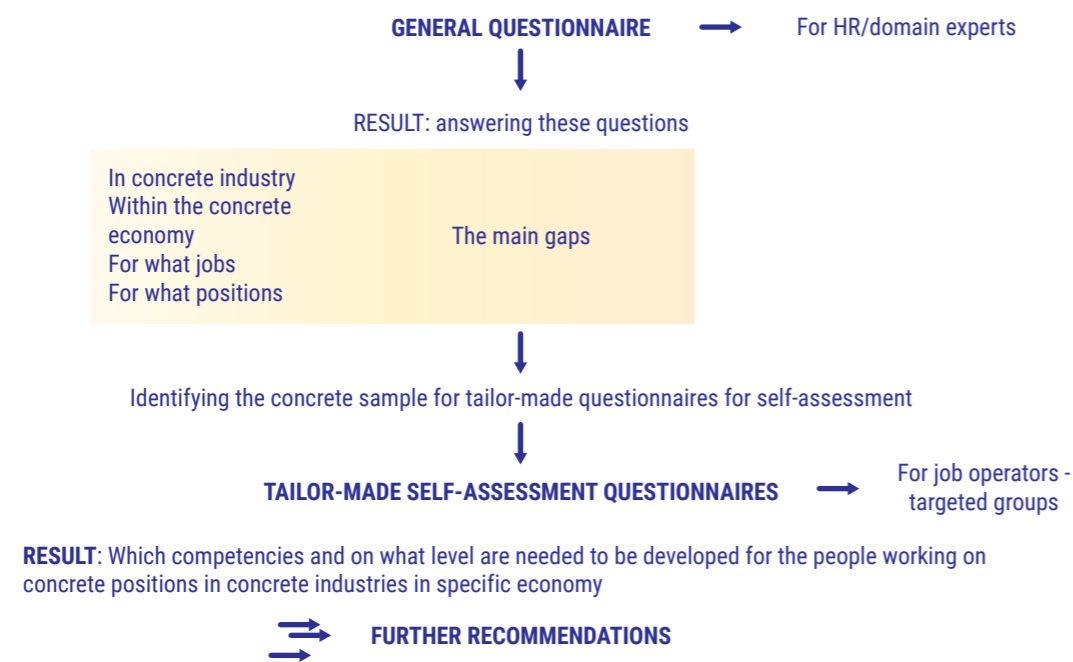 GENERAL QUESTIONNAIRE
For HR/domain experts
RESULT: answering these questions
In concrete industry
Within the concrete
economy
For what jobs
For what positions
The main gaps
Identifying the concrete sample for tailor-made questionnaires for self-assessment
TAILOR-MADE SELF-ASSESSMENT QUESTIONNAIRES
For job operators -
targeted groups
RESULT: Which competencies and on what level are needed to be developed for the people working on
concrete positions in concrete industries in specific economy
FURTHER RECOMMENDATIONS